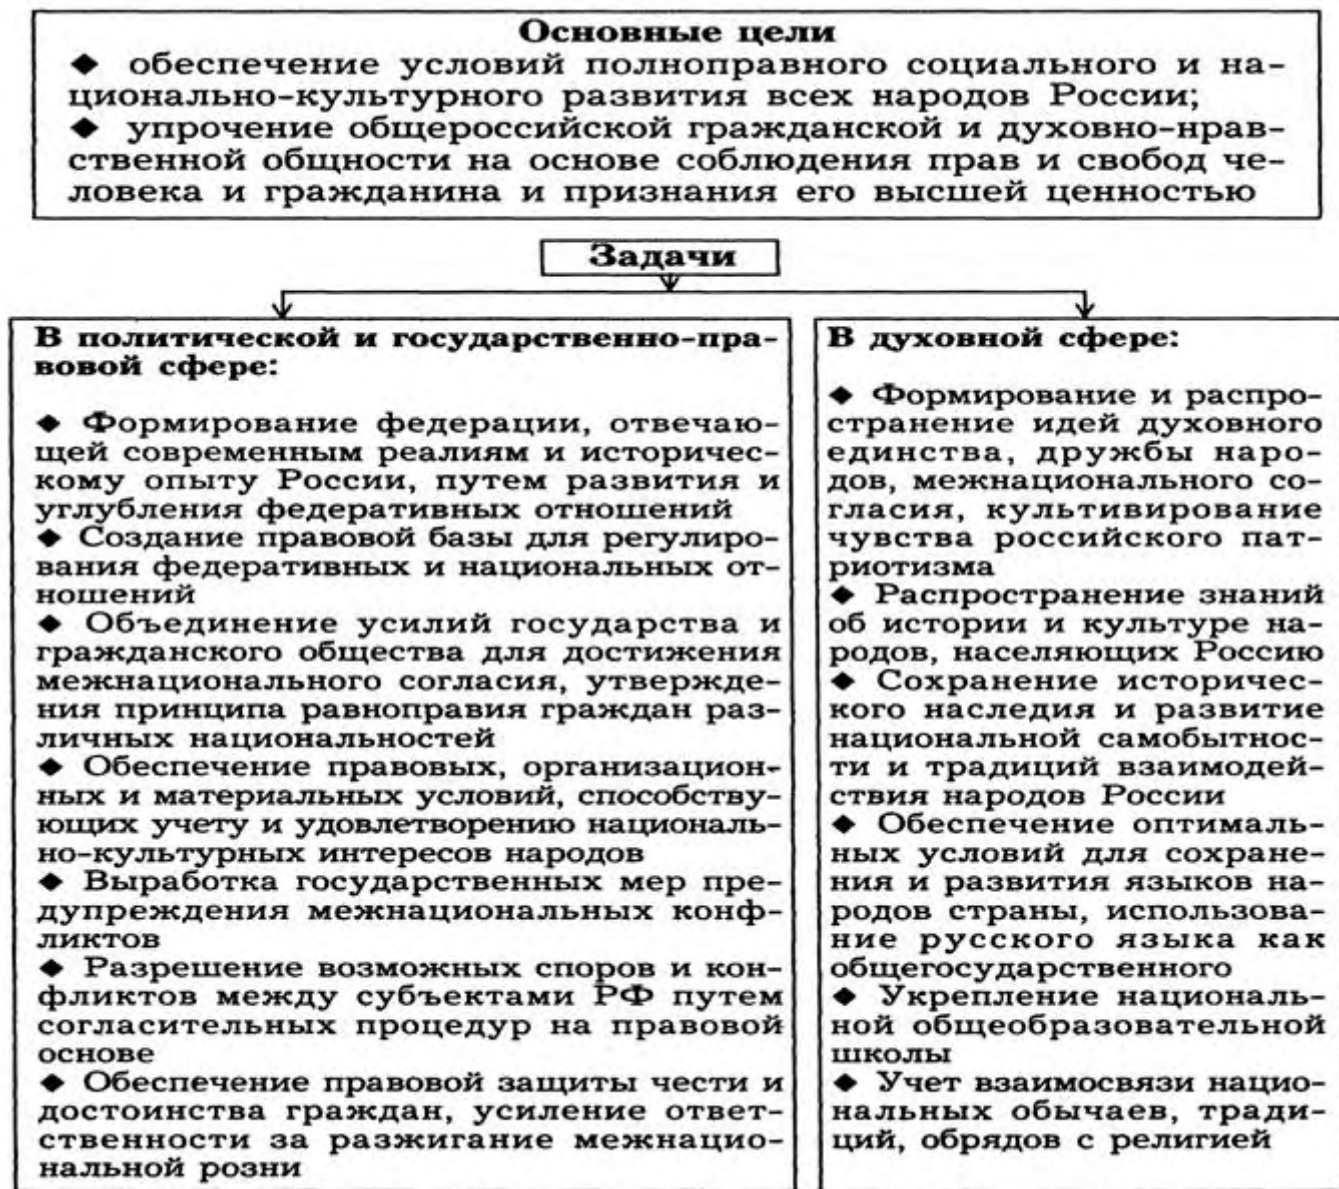 Основные цели
◆ обеспечение условий полноправного социального и на-
ционально-культурного развития всех народов России;
◆ упрочение общероссийской гражданской и духовно-нрав-
ственной общности на основе соблюдения прав и свобод че-
ловека и гражданина и признания его высшей ценностью
Задачи
В политической и государственно-пра-
вовой сфере:
◆ Формирование федерации, отвечаю-
щей современным реалиям и историчес-
кому опыту России, путем развития и
углубления федеративных отношений
◆ Создание правовой базы для регулиро-
вания федеративных и национальных от-
ношений
◆ Объединение усилий государства и
гражданского общества для достижения
межнационального согласия, утвержде-
ния принципа равноправия граждан раз-
личных национальностей
◆ Обеспечение правовых, организацион-
ных и материальных условий, способству-
ющих учету и удовлетворению националь-
но-культурных интересов народов
◆ Выработка государственных мер пре-
дупреждения межнациональных конф-
ликтов
◆ Разрешение возможных споров и кон-
фликтов между субъектами РФ путем
согласительных процедур на правовой
основе
◆ Обеспечение правовой защиты чести и
достоинства граждан, усиление ответ-
ственности за разжигание межнацио-
нальной розни
В духовной сфере:
◆ Формирование и распро-
странение идей духовного
единства, дружбы наро-
дов, межнационального со-
гласия, культивирование
чувства российского пат-
риотизма
◆ Распространение знаний
об истории и культуре на-
родов, населяющих Россию
◆ Сохранение историчес-
кого наследия и развитие
национальной самобытнос-
ти и традиций взаимодей-
ствия народов России
◆ Обеспечение оптималь-
ных условий для сохране-
ния и развития языков на-
родов страны, использова-
ние русского языка как
общегосударственного
◆ Укрепление националь-
ной общеобразовательной
школы
◆ Учет взаимосвязи нацио-
нальных обычаев, тради-
ций, обрядов с религией